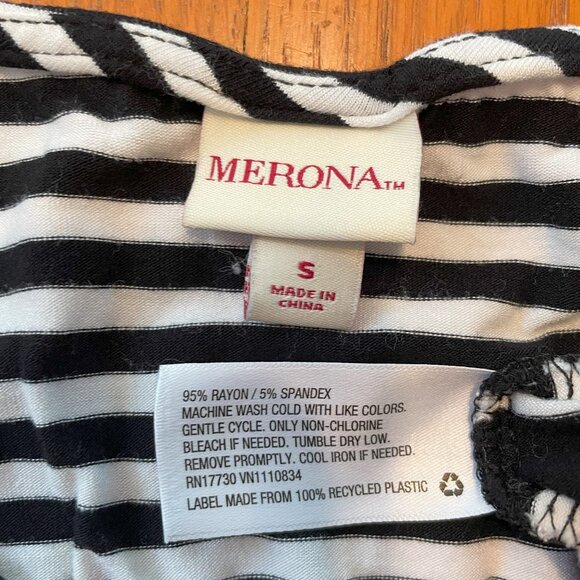 MERONA™
S
MADE IN
CHINA
95% RAYON / 5% SPANDEX
MACHINE WASH COLD WITH LIKE COLORS.
GENTLE CYCLE. ONLY NON-CHLORINE
BLEACH IF NEEDED. TUMBLE DRY LOW.
REMOVE PROMPTLY. COOL IRON IF NEEDED.
RN17730 VN1110834
LABEL MADE FROM 100% RECYCLED PLASTIC